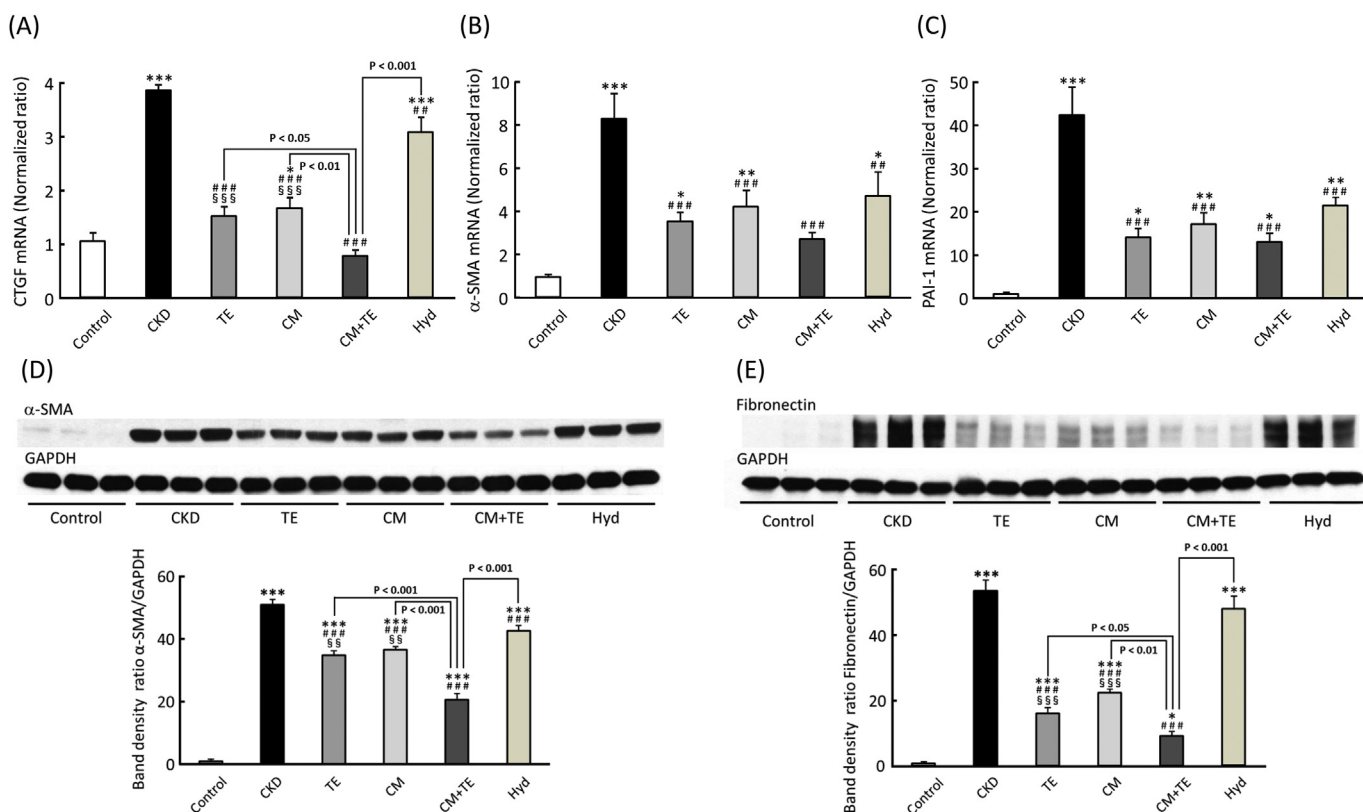 (A)
CTGF mRNA (Normalized ratio)
4
3
2
1
0
***
# # #
§ § §
*
# # #
§ § §
# # #
***
# #
P < 0.05
P < 0.01
P < 0.001
Control
CKD
TE
CM
CM+TE
Hyd
(B)
α-SMA mRNA (Normalized ratio)
10
8
6
4
2
0
***
*
# # #
**
# # #
# # #
*
# #
Control
CKD
TE
CM
CM+TE
Hyd
(C)
PAI-1 mRNA (Normalized ratio)
50
40
30
20
10
0
***
*
# # #
**
# # #
*
# # #
**
# # #
Control
CKD
TE
CM
CM+TE
Hyd
(D)
α-SMA
GAPDH
Control
CKD
TE
CM
CM+TE
Hyd
Band density ratio α-SMA/GAPDH
60
40
20
0
***
***
# # #
§ §
***
# # #
§ §
***
# # #
***
# # #
P < 0.001
P < 0.001
P < 0.001
Control
CKD
TE
CM
CM+TE
Hyd
(E)
Fibronectin
GAPDH
Control
CKD
TE
CM
CM+TE
Hyd
Band density ratio Fibronectin/GAPDH
60
40
20
0
***
***
# # #
§ § §
***
# # #
§ § §
*
# # #
***
P < 0.05
P < 0.01
P < 0.001
Control
CKD
TE
CM
CM+TE
Hyd